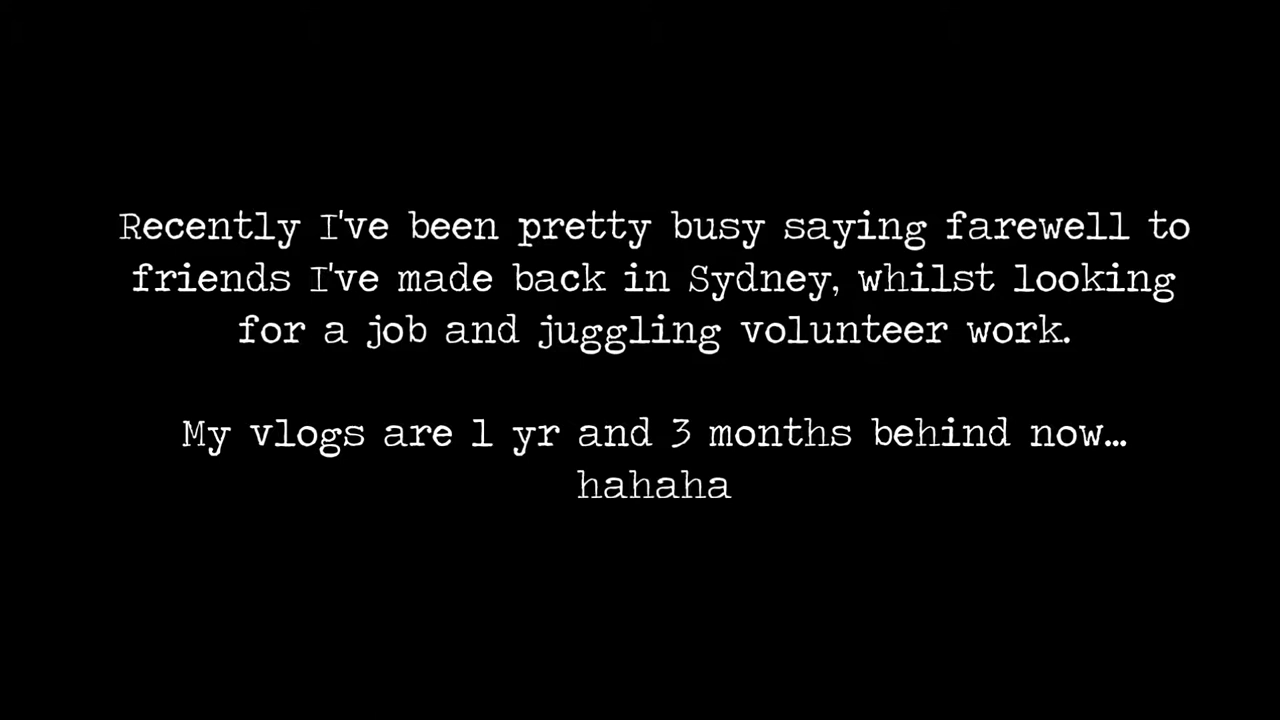 Recently I've been pretty busy saying farewell to
friends I've made back in Sydney, whilst looking
for a job and juggling volunteer work.
My vlogs are 1 yr and 3 months behind now...
hahaha